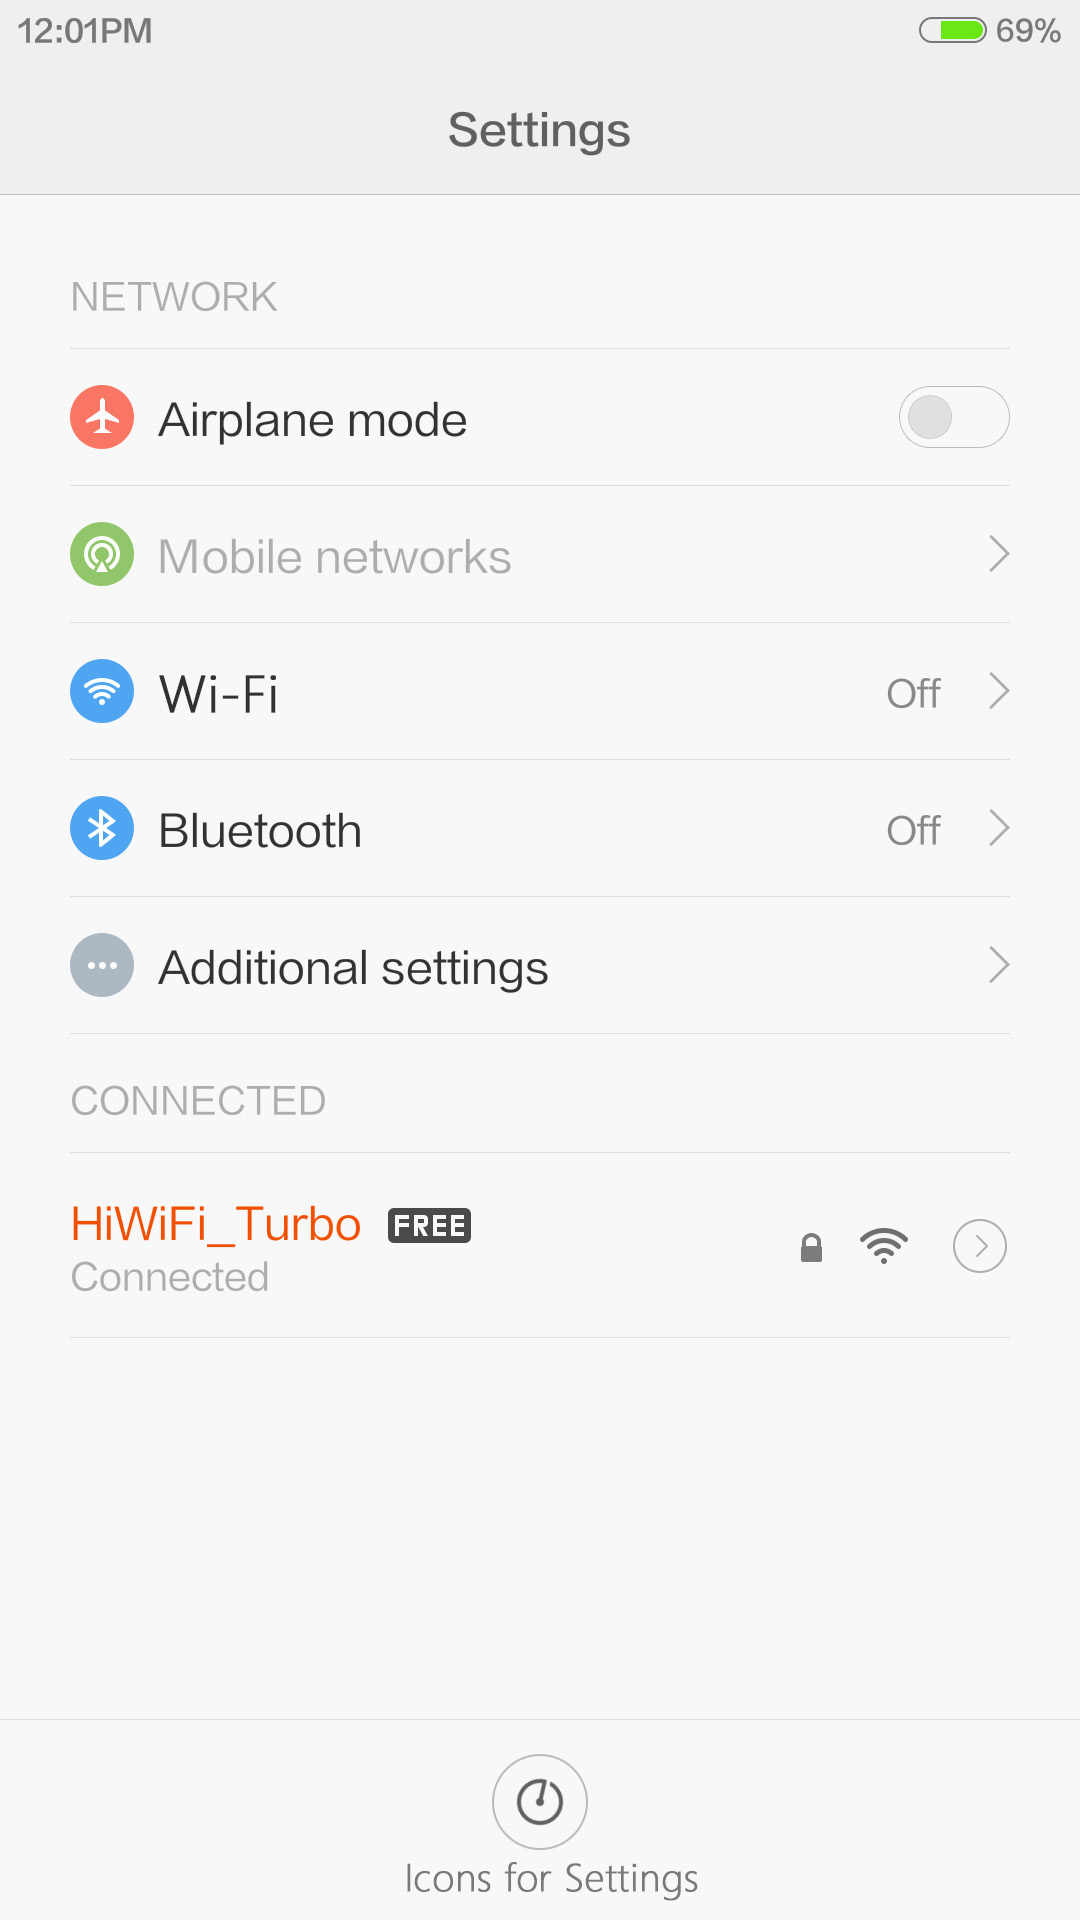 12:01PM 69%
Settings
NETWORK
Airplane mode
Mobile networks
Wi-Fi Off
Bluetooth Off
Additional settings
CONNECTED
HiWiFi_Turbo FREE
Connected
Icons for Settings